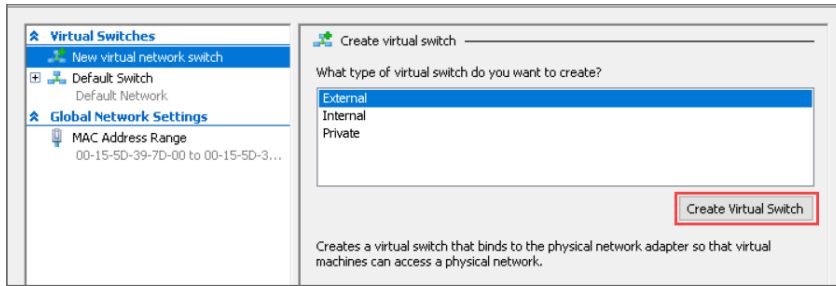 Virtual Switches
New virtual network switch
Default Switch
Default Network
Global Network Settings
MAC Address Range
00-15-5D-39-7D-00 to 00-15-5D-3...
Create virtual switch
What type of virtual switch do you want to create?
External
Internal
Private
Create Virtual Switch
Creates a virtual switch that binds to the physical network adapter so that virtual
machines can access a physical network.